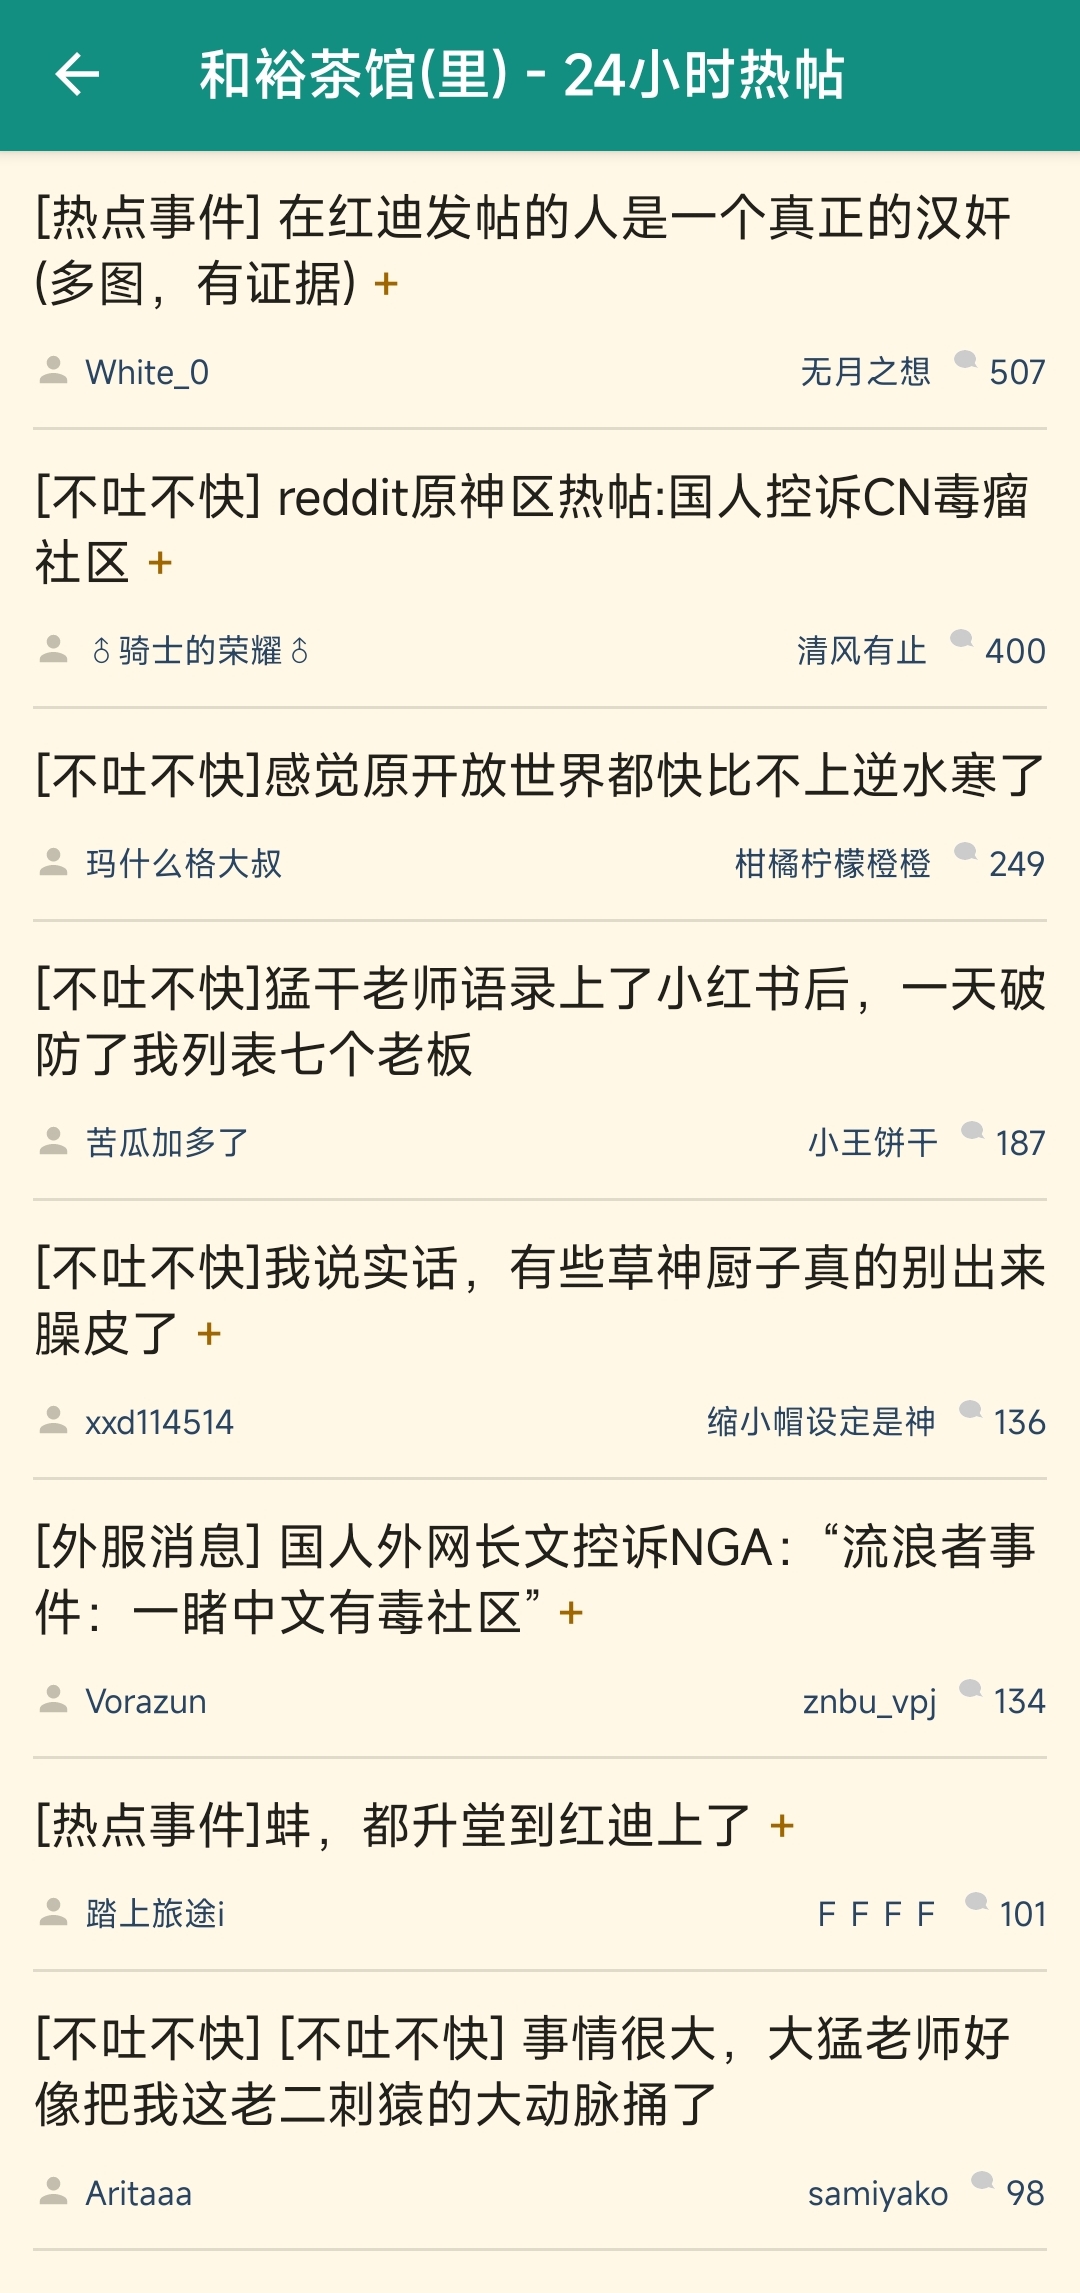 和裕茶馆(里) - 24小时热帖
[热点事件] 在红迪发帖的人是一个真正的汉奸
(多图，有证据) +
White_0 无月之想 507
[不吐不快] reddit原神区热帖:国人控诉CN毒瘤
社区 +
♂骑士的荣耀♂ 清风有止 400
[不吐不快]感觉原开放世界都快比不上逆水寒了
玛什么格大叔 柑橘柠檬橙橙 249
[不吐不快]猛干老师语录上了小红书后，一天破
防了我列表七个老板
苦瓜加多了 小王饼干 187
[不吐不快]我说实话，有些草神厨子真的别出来
臊皮了 +
xxd114514 缩小帽设定是神 136
[外服消息] 国人外网长文控诉NGA：“流浪者事
件：一睹中文有毒社区” +
Vorazun znbu_vpj 134
[热点事件]蚌，都升堂到红迪上了 +
踏上旅途i ＦＦＦＦ 101
[不吐不快] [不吐不快] 事情很大，大猛老师好
像把我这老二刺猿的大动脉捅了
Aritaaa samiyako 98